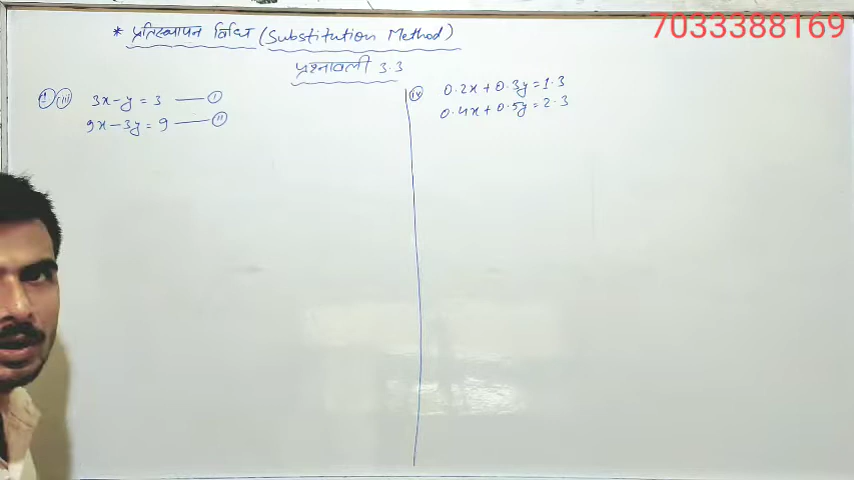 7033388169
* प्रतिस्थापन विधि (Substitution Method)
प्रश्नावली 3.3
(iii) 3x - y = 3 —— (i)
9x - 3y = 9 —— (ii)
(iv) 0.2x + 0.3y = 1.3
0.4x + 0.5y = 2.3